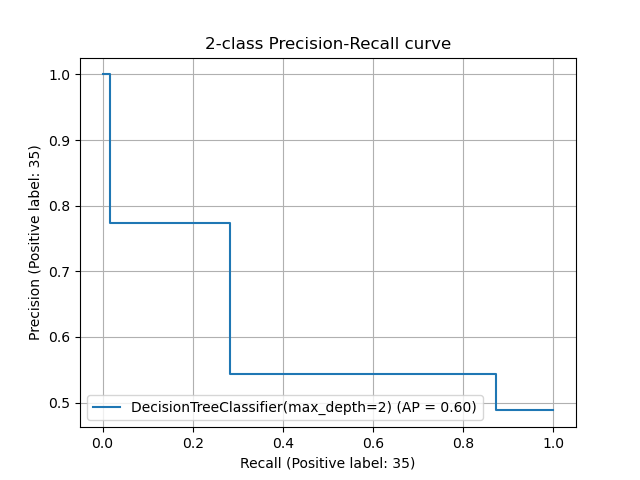 2-class Precision-Recall curve
Precision (Positive label: 35)
1.0
0.9
0.8
0.7
0.6
0.5
DecisionTreeClassifier(max_depth=2) (AP = 0.60)
0.0 0.2 0.4 0.6 0.8 1.0
Recall (Positive label: 35)